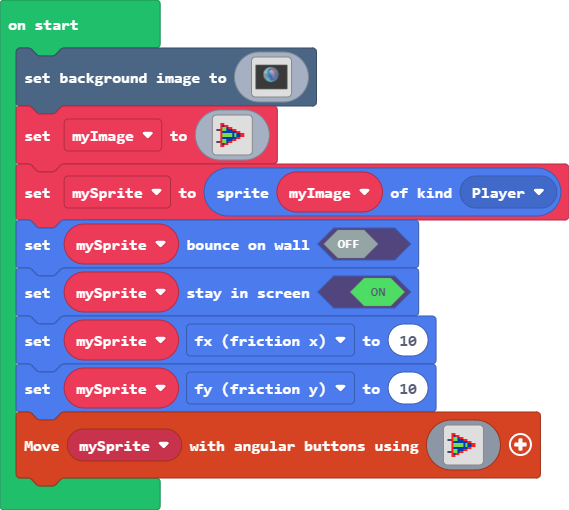 on start
set background image to
set myImage to
set mySprite to sprite myImage of kind Player
set mySprite bounce on wall OFF
set mySprite stay in screen ON
set mySprite fx (friction x) to 10
set mySprite fy (friction y) to 10
Move mySprite with angular buttons using